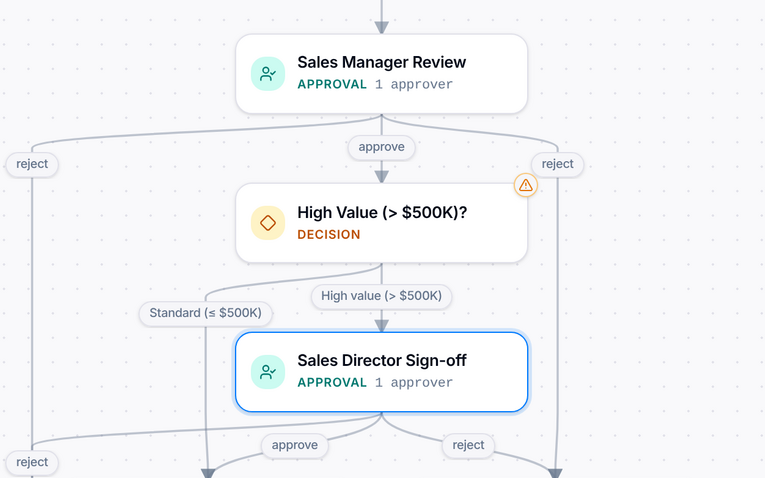 Sales Manager Review
APPROVAL 1 approver
reject
approve
reject
High Value (> $500K)?
DECISION
Standard (≤ $500K)
High value (> $500K)
Sales Director Sign-off
APPROVAL 1 approver
reject
approve
reject